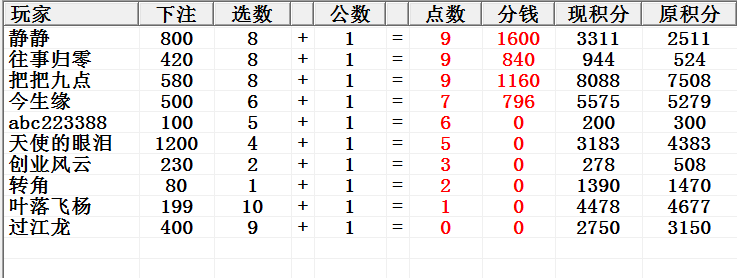 玩家 下注 选数 公数 点数 分钱 现积分 原积分
静静 800 8 + 1 = 9 1600 3311 2511
往事归零 420 8 + 1 = 9 840 944 524
把把九点 580 8 + 1 = 9 1160 8088 7508
今生缘 500 6 + 1 = 7 796 5575 5279
abc223388 100 5 + 1 = 6 0 200 300
天使的眼泪 1200 4 + 1 = 5 0 3183 4383
创业风云 230 2 + 1 = 3 0 278 508
转角 80 1 + 1 = 2 0 1390 1470
叶落飞杨 199 10 + 1 = 1 0 4478 4677
过江龙 400 9 + 1 = 0 0 2750 3150